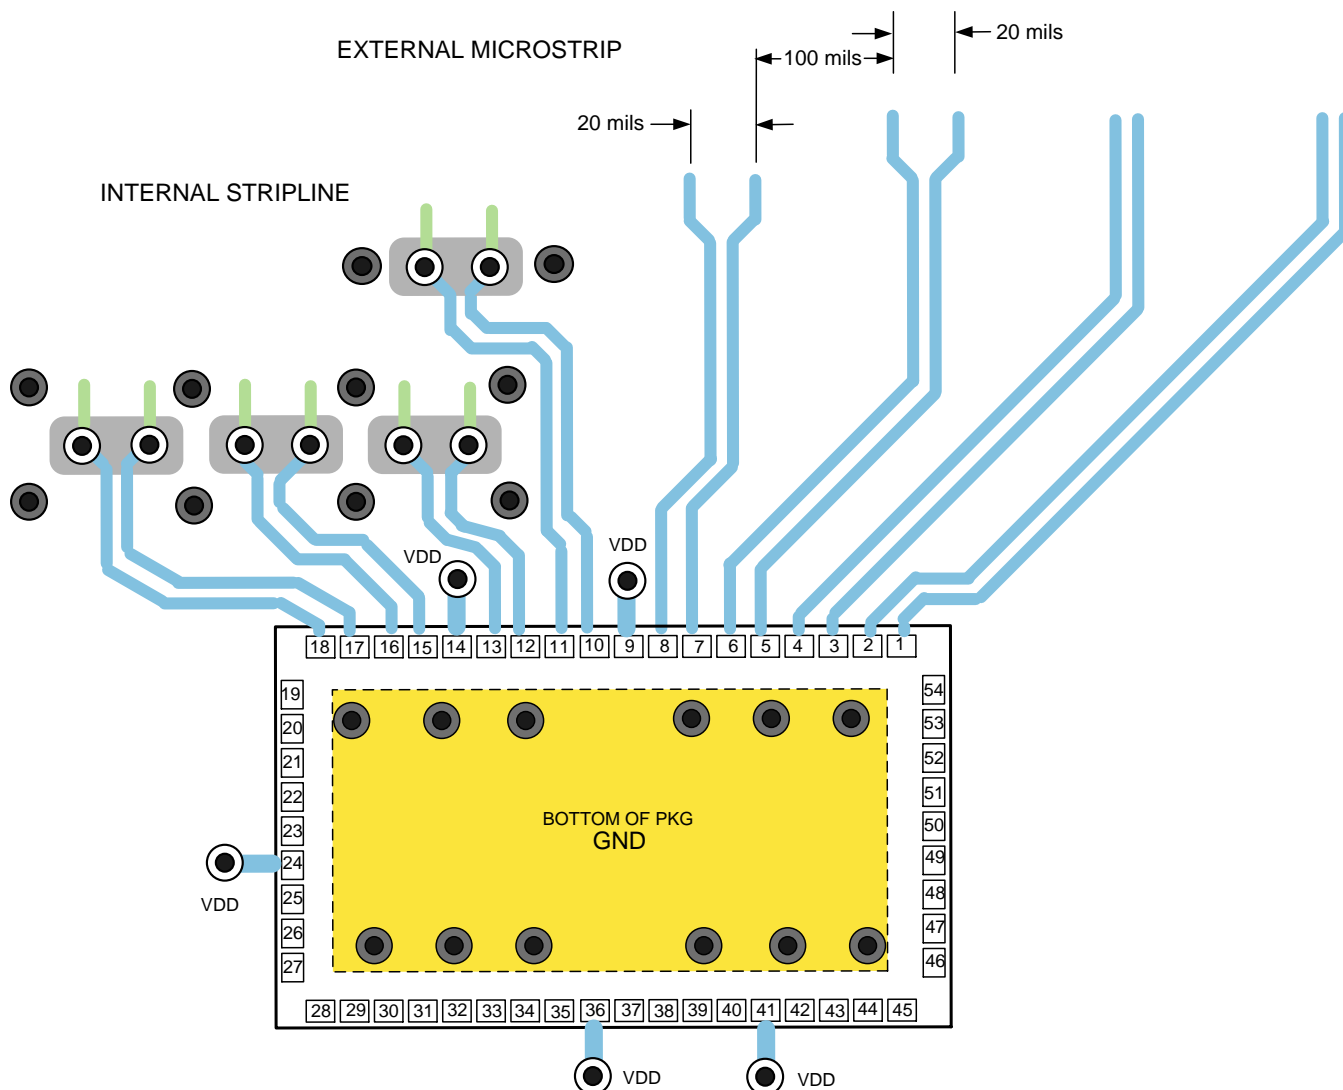 20 mils
EXTERNAL MICROSTRIP
100 mils
20 mils
INTERNAL STRIPLINE
VDD
VDD
18 17 16 15 14 13 12 11 10 9 8 7 6 5 4 3 2 1
19
20
21
22
23
24
25
26
27
54
53
52
51
50
49
48
47
46
BOTTOM OF PKG
GND
VDD
28 29 30 31 32 33 34 35 36 37 38 39 40 41 42 43 44 45
VDD
VDD